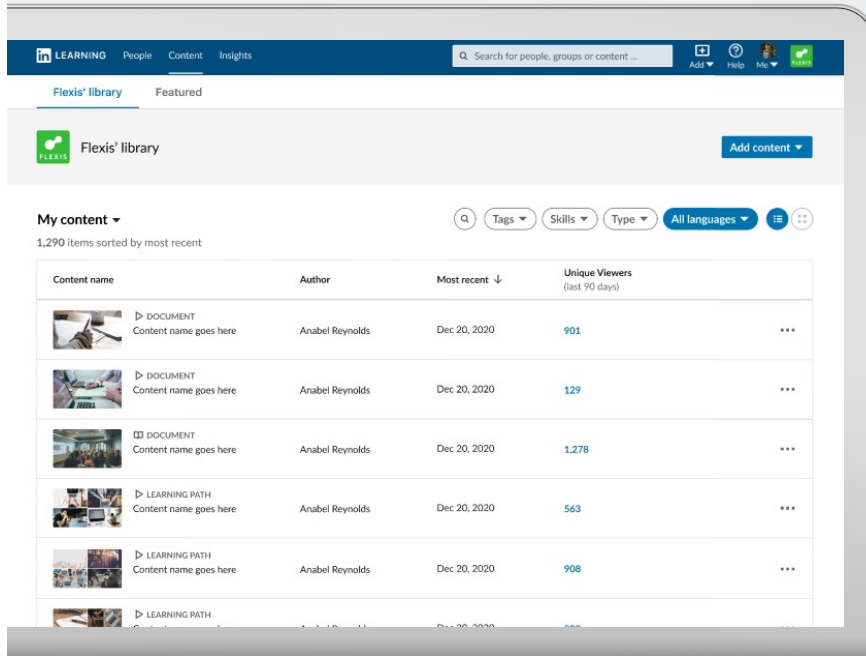 in LEARNING People Content Insights Search for people, groups or content ... Add Help Me FLEXIS
Flexis' library Featured
FLEXIS Flexis' library Add content
My content Tags Skills Type All languages
1,290 items sorted by most recent
Content name Author Most recent Unique Viewers
(last 90 days)
DOCUMENT
Content name goes here Anabel Reynolds Dec 20, 2020 901
DOCUMENT
Content name goes here Anabel Reynolds Dec 20, 2020 129
DOCUMENT
Content name goes here Anabel Reynolds Dec 20, 2020 1,278
LEARNING PATH
Content name goes here Anabel Reynolds Dec 20, 2020 563
LEARNING PATH
Content name goes here Anabel Reynolds Dec 20, 2020 908
LEARNING PATH